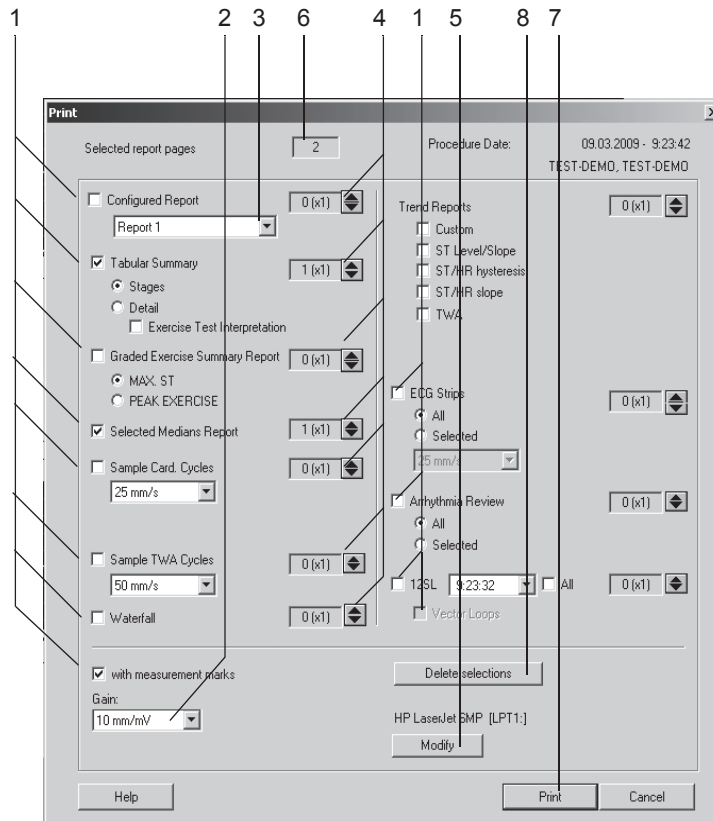 1 2 3 6 4 1 5 8 7
Print
Selected report pages 2 Procedure Date: 09.03.2009 - 9:23:42
TEST-DEMO, TEST-DEMO
Configured Report 0 (x1)
Report 1
Tabular Summary 1 (x1)
Stages
Detail
Exercise Test Interpretation
Graded Exercise Summary Report 0 (x1)
MAX. ST
PEAK EXERCISE
Selected Medians Report 1 (x1)
Sample Card. Cycles 0 (x1)
25 mm/s
Sample TWA Cycles 0 (x1)
50 mm/s
Waterfall 0 (x1)
Trend Reports 0 (x1)
Custom
ST Level/Slope
ST/HR hysteresis
ST/HR slope
TWA
ECG Strips 0 (x1)
All
Selected
25 mm/s
Arrhythmia Review 0 (x1)
All
Selected
12SL 9:23:32 All 0 (x1)
Vector Loops
with measurement marks
Gain:
10 mm/mV
Delete selections
HP LaserJet 5MP [LPT1:]
Modify
Help Print Cancel